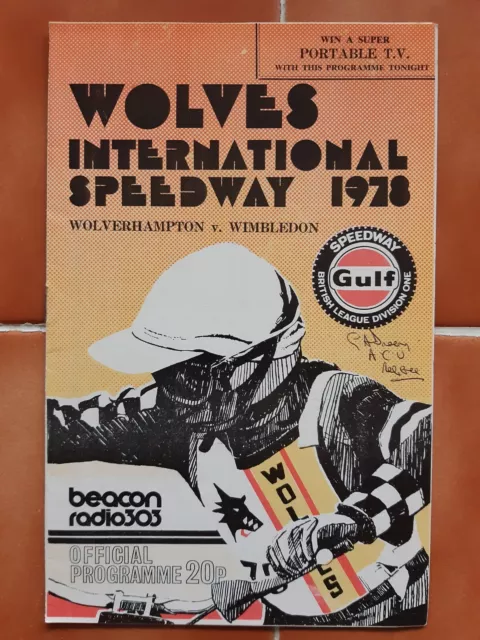 WIN A SUPER
PORTABLE T.V.
WITH THIS PROGRAMME TONIGHT
WOLVES
INTERNATIONAL
SPEEDWAY 1978
WOLVERHAMPTON v. WIMBLEDON
SPEEDWAY
Gulf
BRITISH LEAGUE DIVISION ONE
A C U
WOLVES
beacon
radio303
OFFICIAL
PROGRAMME 20p